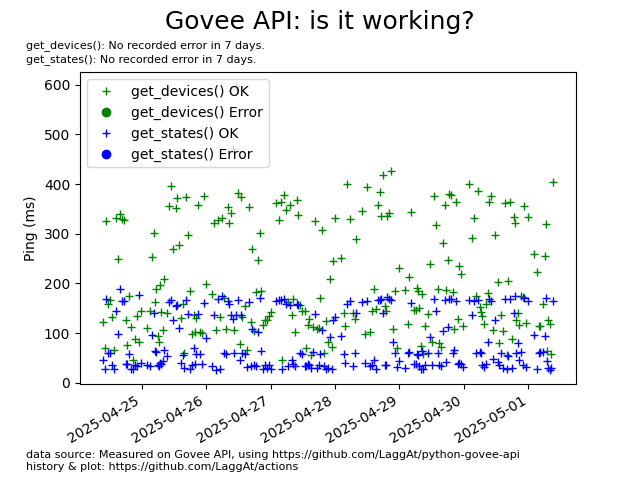 Govee API: is it working?
get_devices(): No recorded error in 7 days.
get_states(): No recorded error in 7 days.
get_devices() OK
get_devices() Error
get_states() OK
get_states() Error
600
500
400
300
200
100
0
Ping (ms)
2025-04-25
2025-04-26
2025-04-27
2025-04-28
2025-04-29
2025-04-30
2025-05-01
data source: Measured on Govee API, using https://github.com/LaggAt/python-govee-api
history & plot: https://github.com/LaggAt/actions